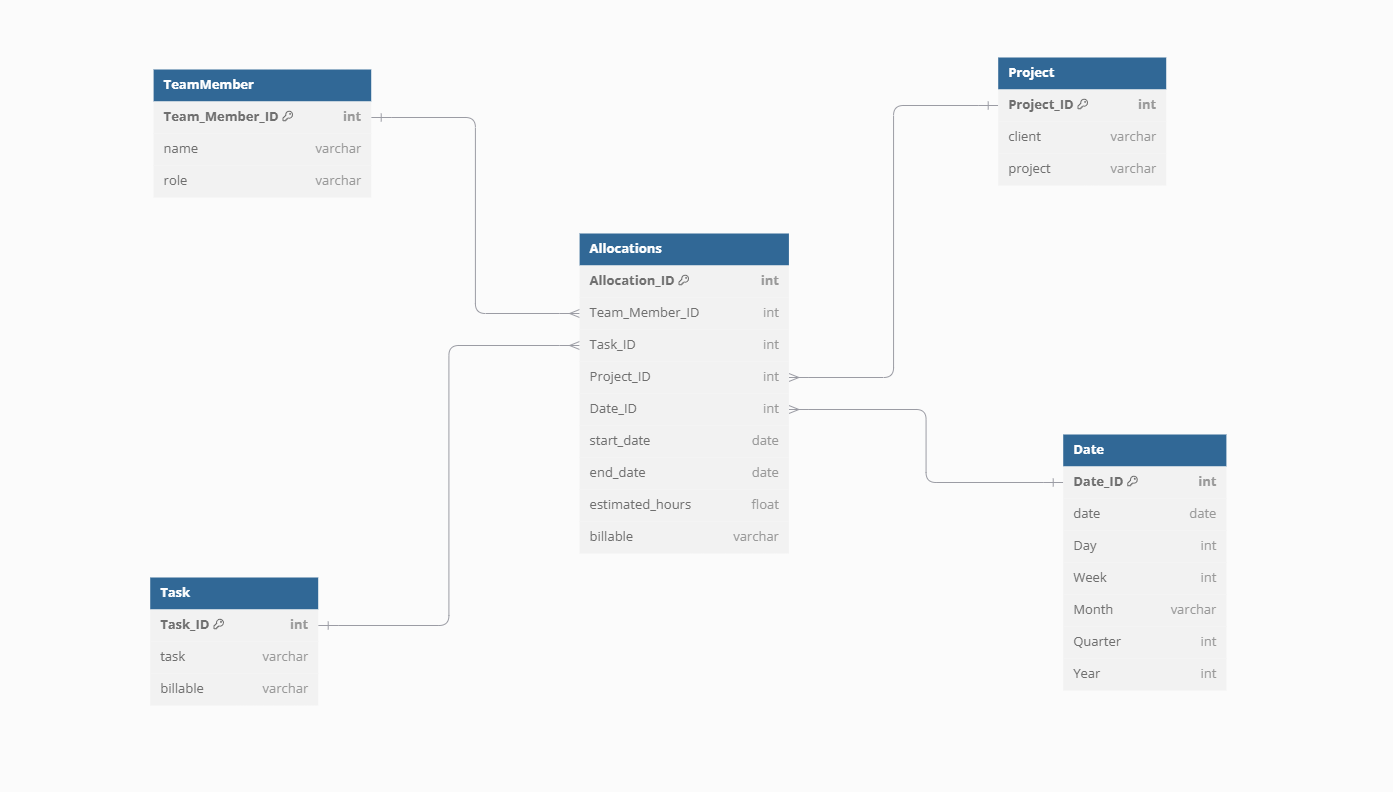 TeamMember
Team_Member_ID int
name varchar
role varchar
Project
Project_ID int
client varchar
project varchar
Allocations
Allocation_ID int
Team_Member_ID int
Task_ID int
Project_ID int
Date_ID int
start_date date
end_date date
estimated_hours float
billable varchar
Date
Date_ID int
date date
Day int
Week int
Month varchar
Quarter int
Year int
Task
Task_ID int
task varchar
billable varchar